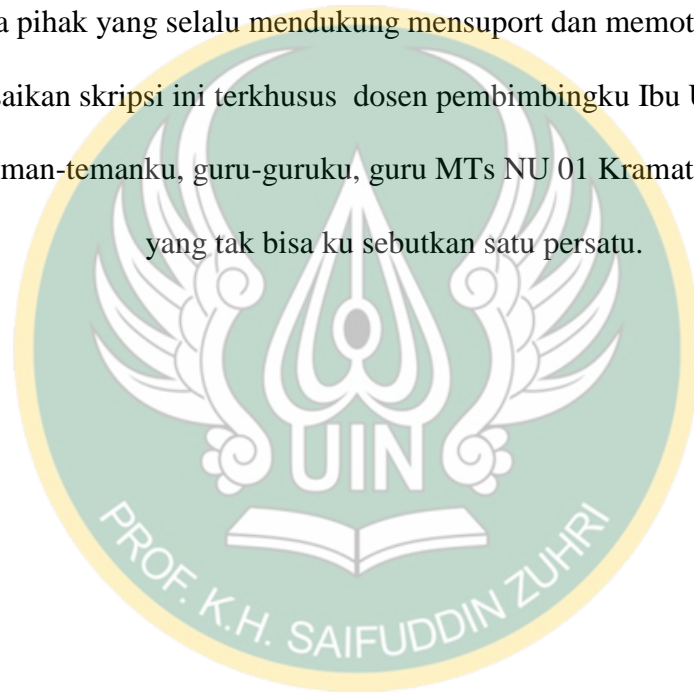 a pihak yang selalu mendukung mensuport dan memot
saikan skripsi ini terkhusus dosen pembimbingku Ibu U
man-temanku, guru-guruku, guru MTs NU 01 Kramat
yang tak bisa ku sebutkan satu persatu.
UIN
PROF. K.H. SAIFUDDIN ZUHRI